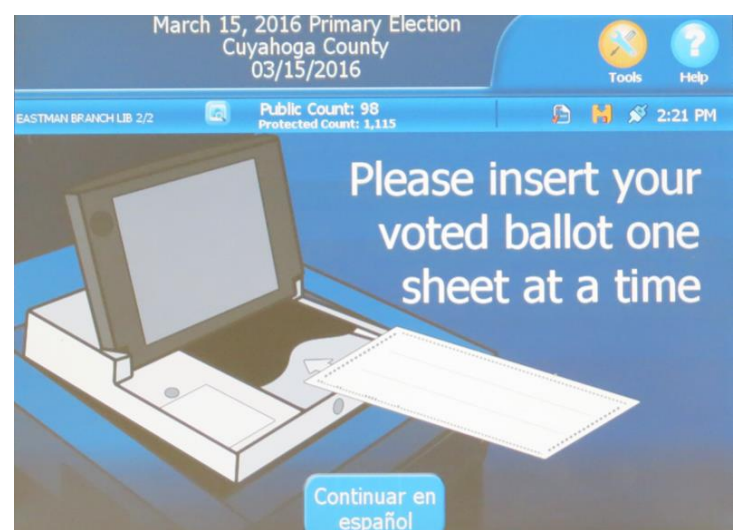 March 15, 2016 Primary Election
Cuyahoga County
03/15/2016
Tools
Help
EASTMAN BRANCH LIB 2/2
Public Count: 98
Protected Count: 1,115
2:21 PM
Please insert your
voted ballot one
sheet at a time
Continuar en
español